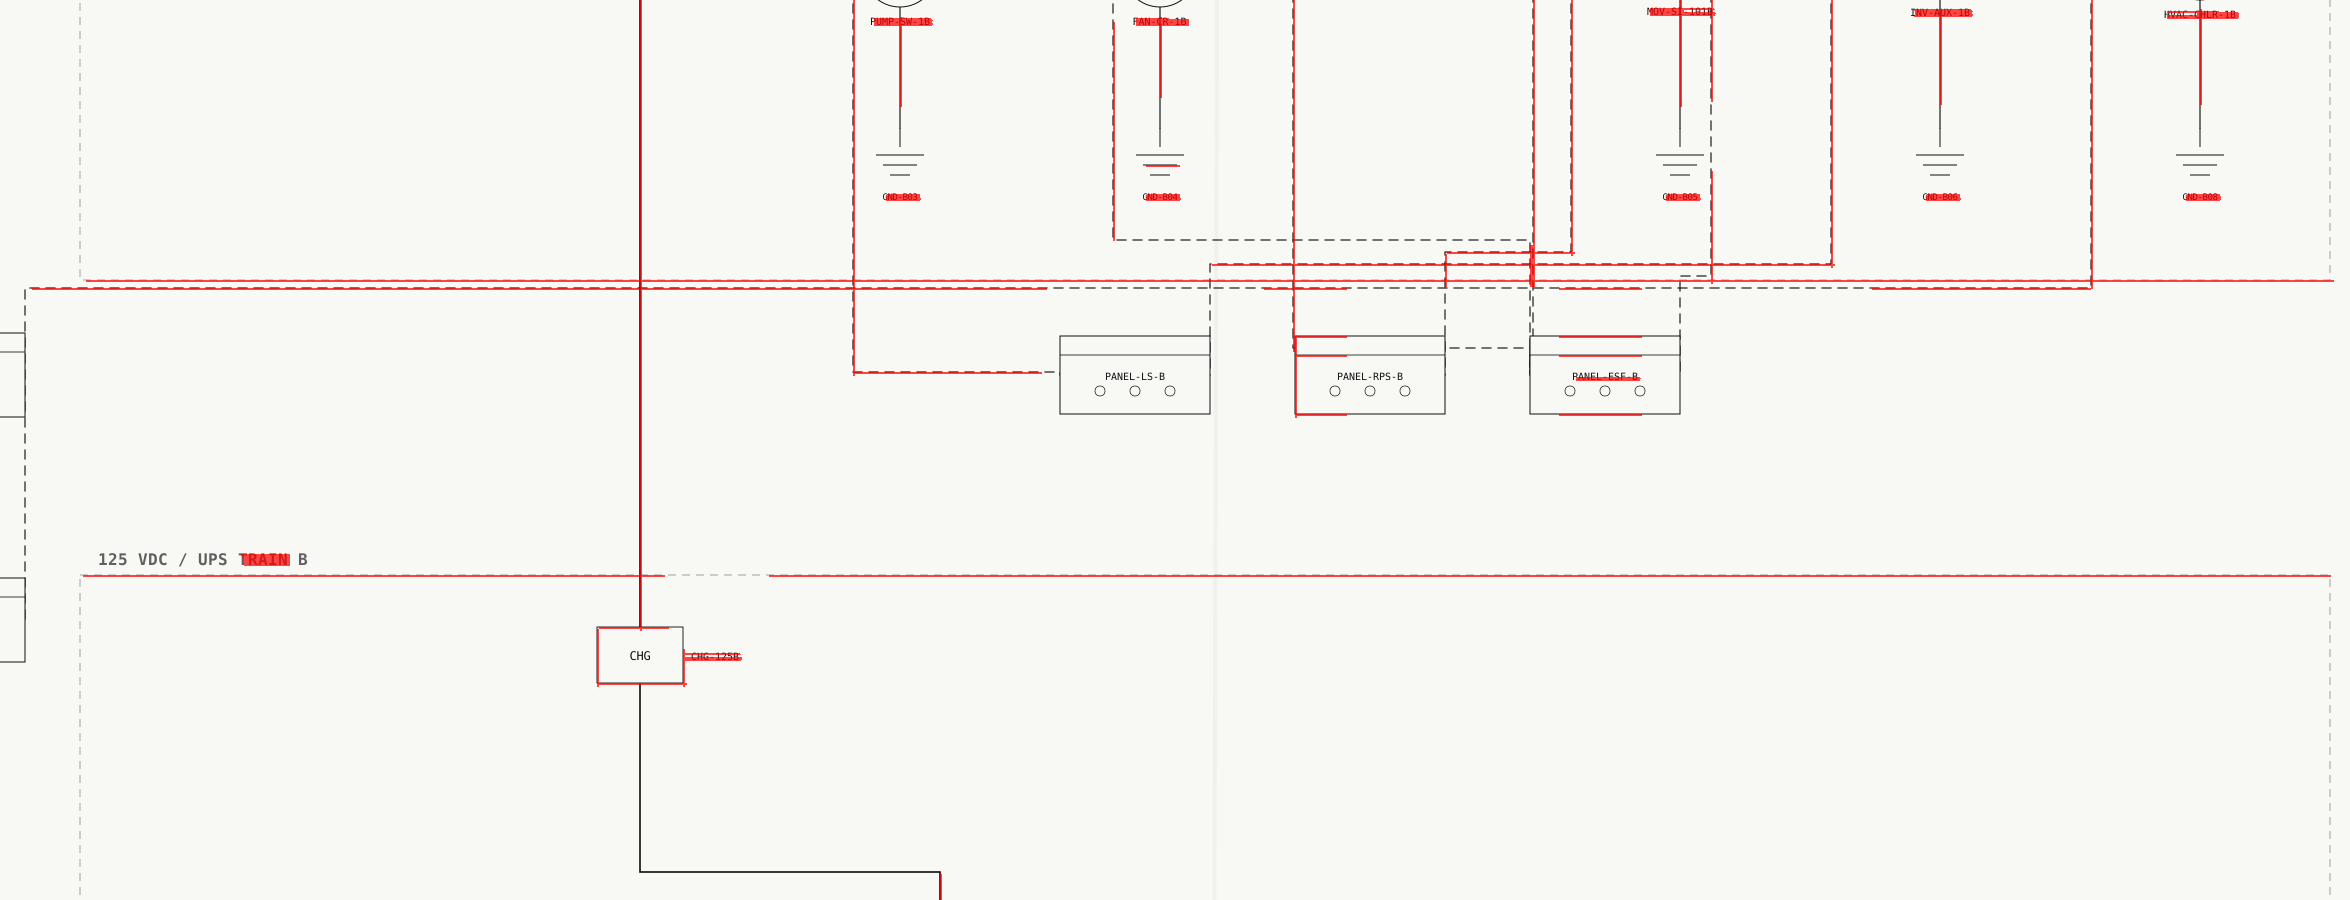 PUMP-SW-1B
FAN-CR-1B
MOV-SI-101B
INV-AUX-1B
HVAC-CHLR-1B
GND-B03
GND-B04
GND-B05
GND-B06
GND-B08
PANEL-LS-B
PANEL-RPS-B
PANEL-ESF-B
125 VDC / UPS TRAIN B
CHG
CHG-125B